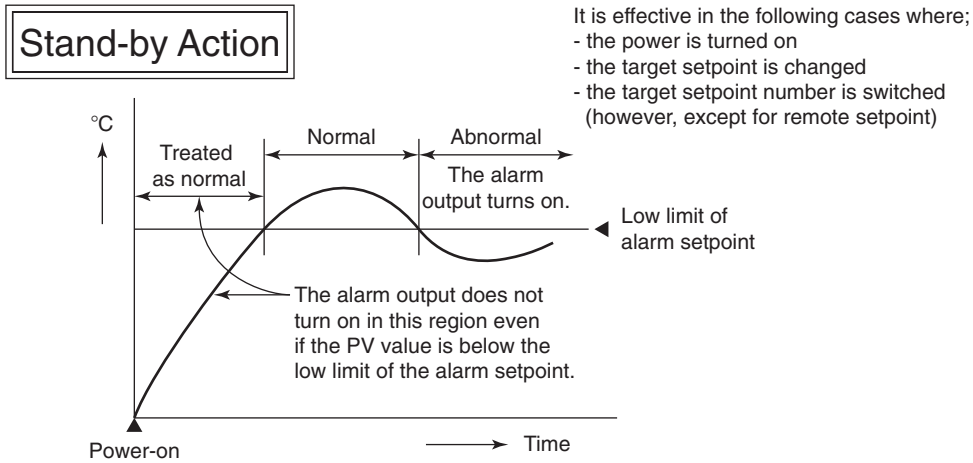 Stand-by Action
It is effective in the following cases where;
- the power is turned on
- the target setpoint is changed
- the target setpoint number is switched
(however, except for remote setpoint)
°C
Treated
as normal
Normal
Abnormal
The alarm
output turns on.
Low limit of
alarm setpoint
The alarm output does not
turn on in this region even
if the PV value is below the
low limit of the alarm setpoint.
Power-on
Time